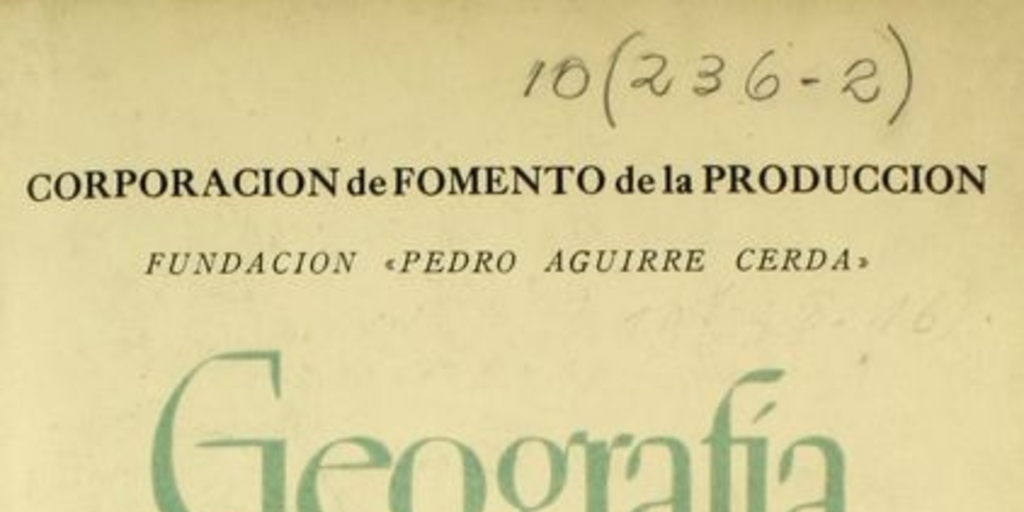 10(236-2)
CORPORACION de FOMENTO de la PRODUCCION
FUNDACION «PEDRO AGUIRRE CERDA»
Geografía